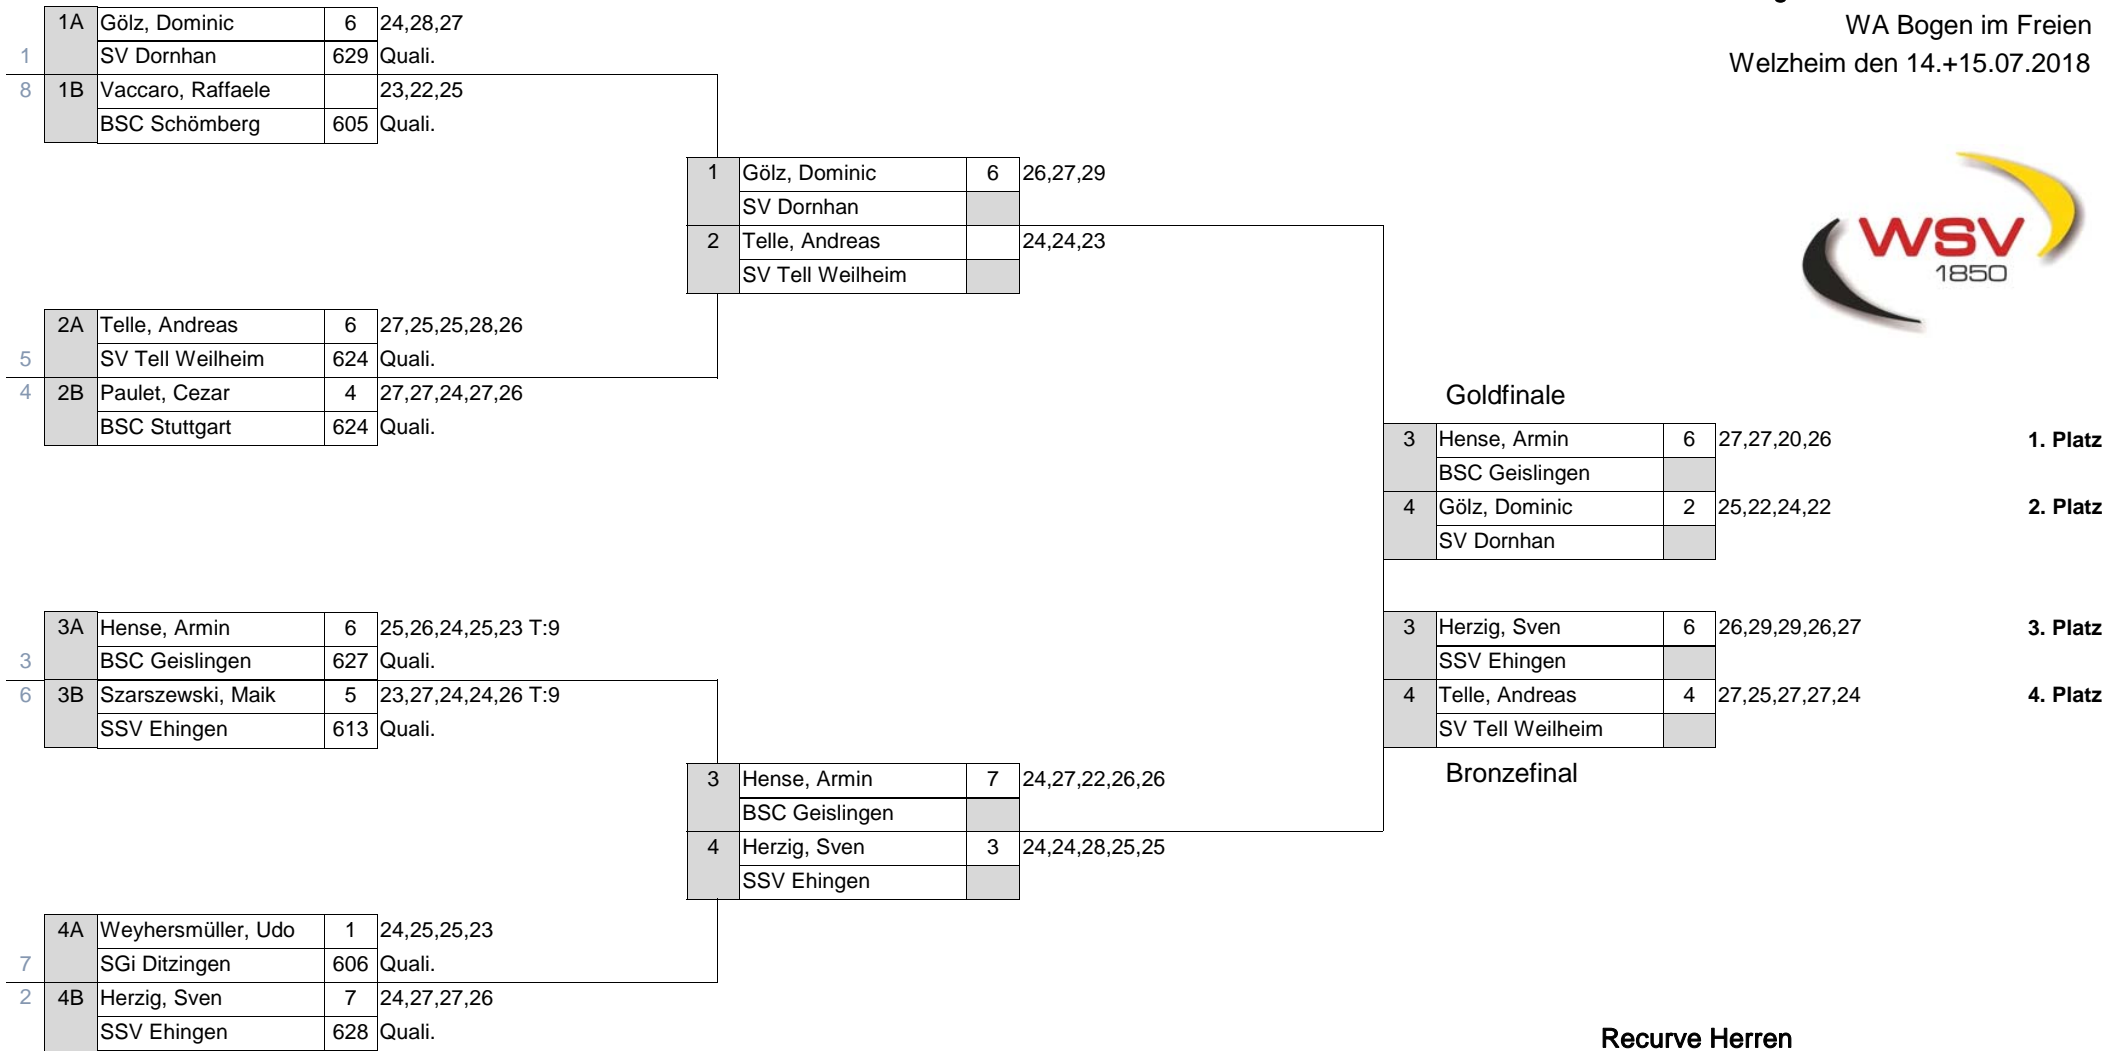 WA Bogen im Freien
Welzheim den 14.+15.07.2018
1A Gölz, Dominic 6 24,28,27
1 SV Dornhan 629 Quali.
8 1B Vaccaro, Raffaele 23,22,25
BSC Schömberg 605 Quali.
1 Gölz, Dominic 6 26,27,29
SV Dornhan
2 Telle, Andreas 24,24,23
SV Tell Weilheim
WSV
1850
2A Telle, Andreas 6 27,25,25,28,26
5 SV Tell Weilheim 624 Quali.
4 2B Paulet, Cezar 4 27,27,24,27,26
BSC Stuttgart 624 Quali.
Goldfinale
3 Hense, Armin 6 27,27,20,26 1. Platz
BSC Geislingen
4 Gölz, Dominic 2 25,22,24,22 2. Platz
SV Dornhan
3A Hense, Armin 6 25,26,24,25,23 T:9
3 BSC Geislingen 627 Quali.
6 3B Szarszewski, Maik 5 23,27,24,24,26 T:9
SSV Ehingen 613 Quali.
3 Herzig, Sven 6 26,29,29,26,27 3. Platz
SSV Ehingen
4 Telle, Andreas 4 27,25,27,27,24 4. Platz
SV Tell Weilheim
Bronzefinal
3 Hense, Armin 7 24,27,22,26,26
BSC Geislingen
4 Herzig, Sven 3 24,24,28,25,25
SSV Ehingen
4A Weyhersmüller, Udo 1 24,25,25,23
7 SGi Ditzingen 606 Quali.
2 4B Herzig, Sven 7 24,27,27,26
SSV Ehingen 628 Quali.
Recurve Herren